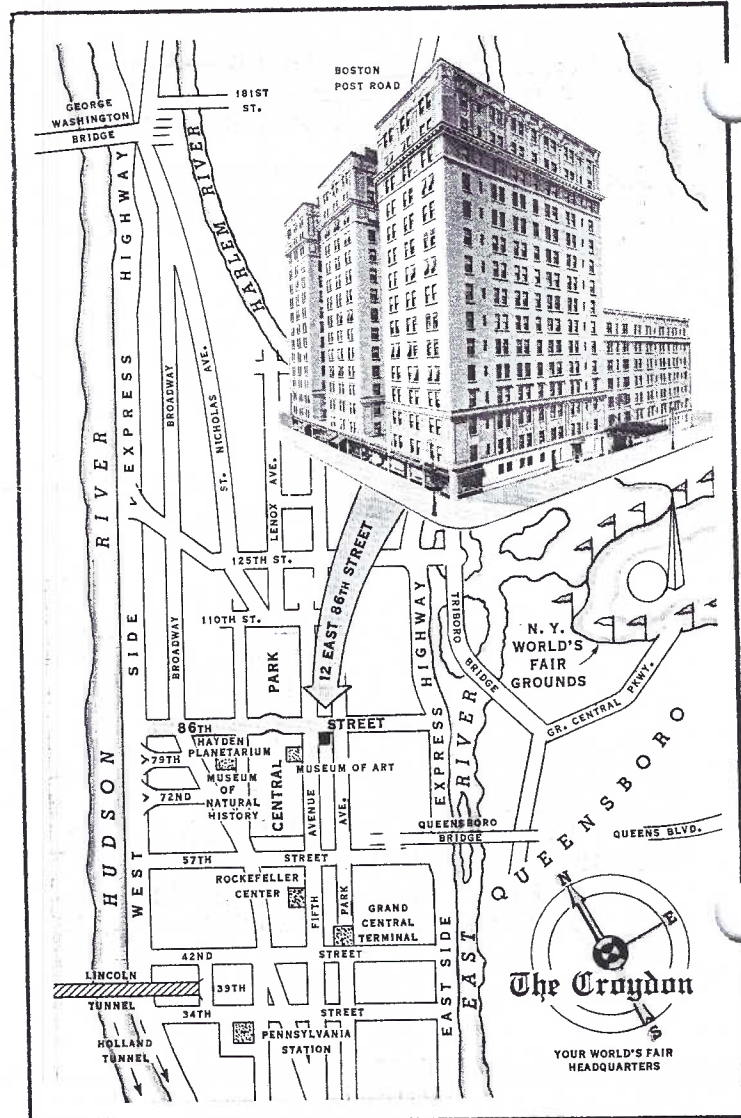 BOSTON
POST ROAD
181ST
ST.
GEORGE
WASHINGTON
BRIDGE
HARLEM RIVER
WEST SIDE EXPRESS HIGHWAY
HUDSON RIVER
BROADWAY
ST. NICHOLAS AVE.
LENOX AVE.
125TH ST.
110TH ST.
BROADWAY
CENTRAL PARK
12 EAST 86TH STREET
EAST SIDE EXPRESS HIGHWAY
EAST RIVER
TRIBORO BRIDGE
N. Y.
WORLD'S
FAIR
GROUNDS
GR. CENTRAL PKWY.
86TH STREET
HAYDEN
PLANETARIUM
79TH
MUSEUM
OF
NATURAL
HISTORY
72ND
MUSEUM OF ART
FIFTH AVENUE
PARK AVE.
QUEENSBORO
BRIDGE
QUEENS BLVD.
QUEENSBORO
57TH STREET
ROCKEFELLER
CENTER
GRAND
CENTRAL
TERMINAL
42ND STREET
LINCOLN
TUNNEL
39TH
34TH STREET
HOLLAND
TUNNEL
PENNSYLVANIA
STATION
N
E
S
The Croydon
YOUR WORLD'S FAIR
HEADQUARTERS